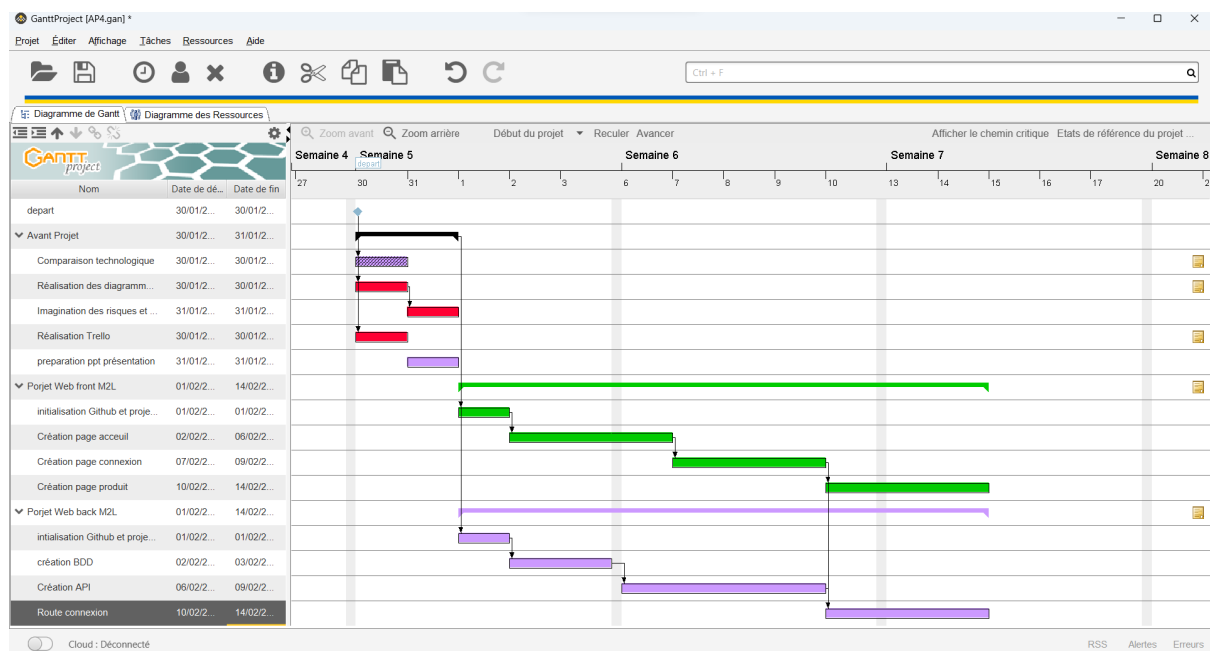 GanttProject [AP4.gan] *
Projet Éditer Affichage Tâches Ressources Aide
Ctrl + F
Diagramme de Gantt Diagramme des Ressources
Zoom avant Zoom arrière Début du projet Reculer Avancer Afficher le chemin critique Etats de référence du projet ...
GANTT project
Semaine 4 Semaine 5 Semaine 6 Semaine 7 Semaine 8
depart
Nom Date de dé... Date de fin
27 30 31 1 2 3 6 7 8 9 10 13 14 15 16 17 20 2
depart 30/01/2... 30/01/2...
Avant Projet 30/01/2... 31/01/2...
Comparaison technologique 30/01/2... 30/01/2...
Réalisation des diagramm... 30/01/2... 30/01/2...
Imagination des risques et ... 31/01/2... 31/01/2...
Réalisation Trello 30/01/2... 30/01/2...
preparation ppt présentation 31/01/2... 31/01/2...
Porjet Web front M2L 01/02/2... 14/02/2...
initialisation Github et proje... 01/02/2... 01/02/2...
Création page acceuil 02/02/2... 06/02/2...
Création page connexion 07/02/2... 09/02/2...
Création page produit 10/02/2... 14/02/2...
Porjet Web back M2L 01/02/2... 14/02/2...
intialisation Github et proje... 01/02/2... 01/02/2...
création BDD 02/02/2... 03/02/2...
Création API 06/02/2... 09/02/2...
Route connexion 10/02/2... 14/02/2...
Cloud : Déconnecté RSS Alertes Erreurs